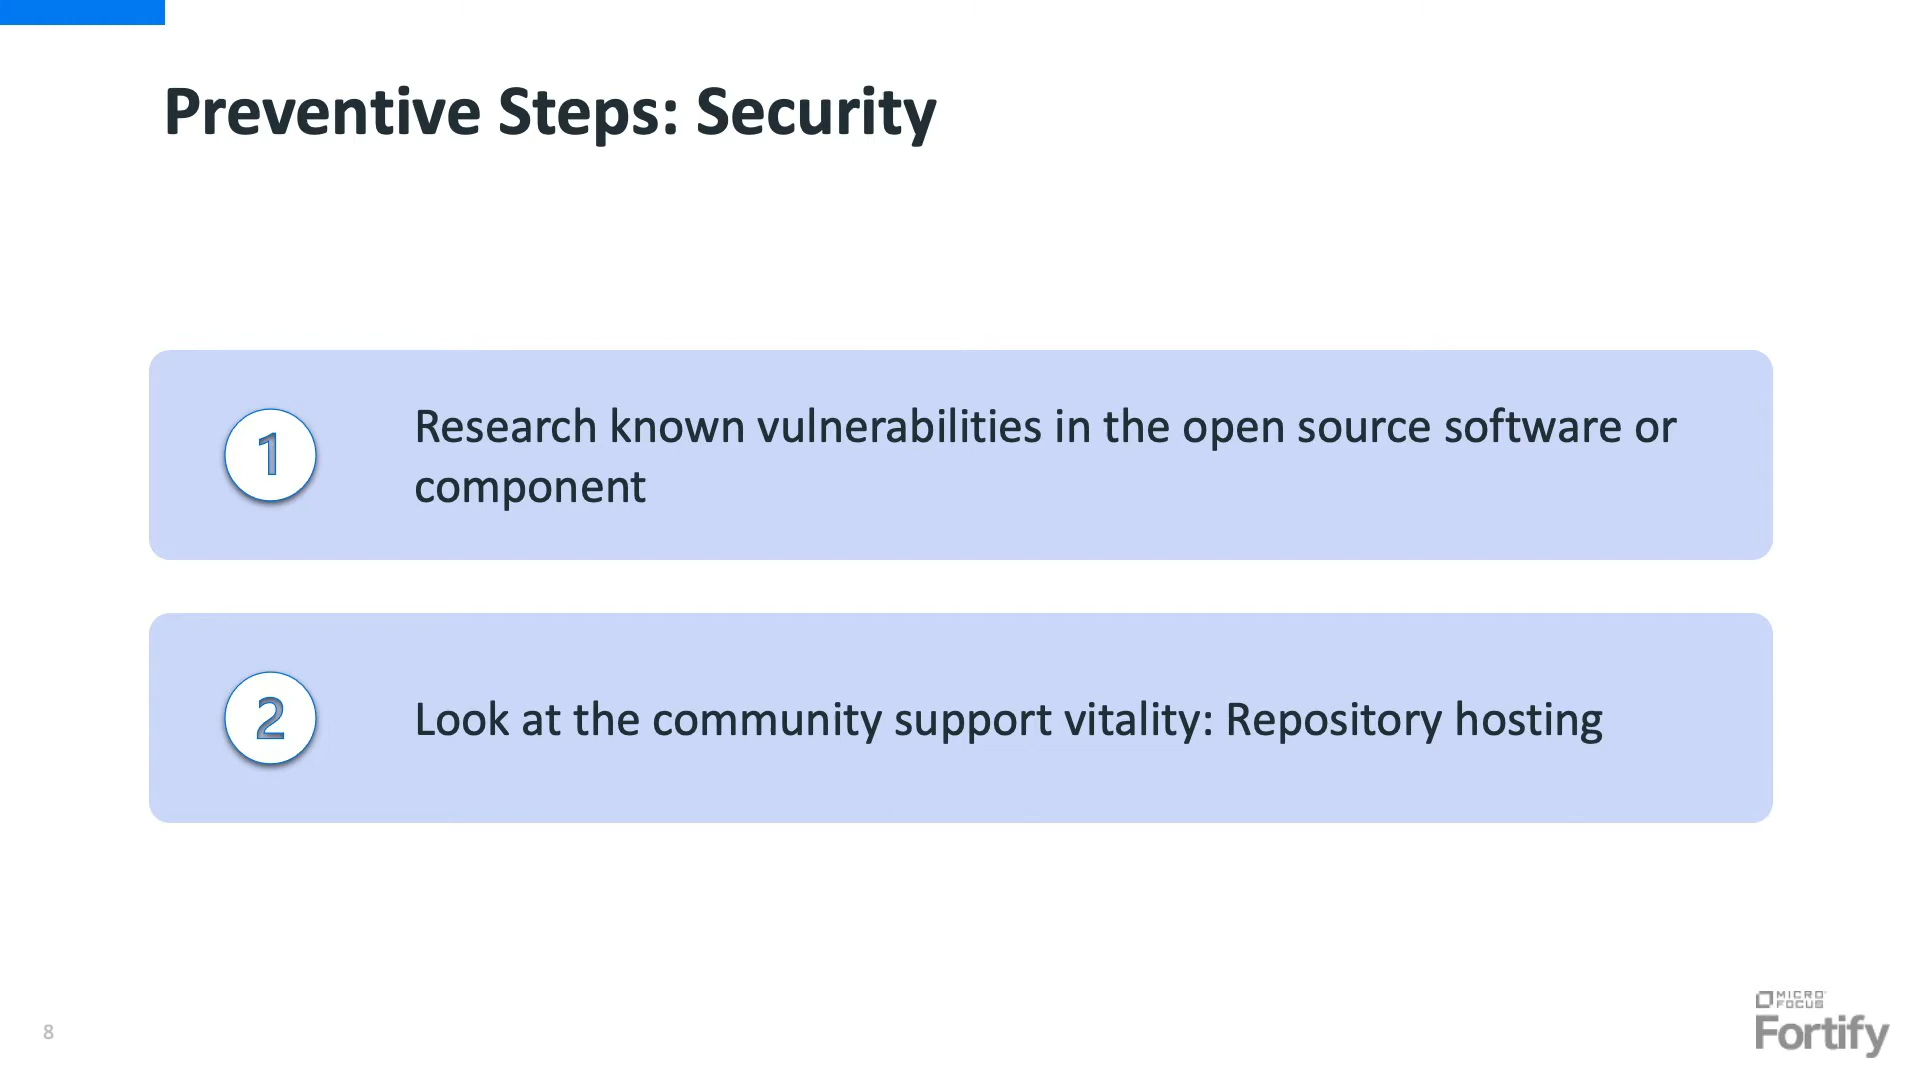 Preventive Steps: Security
1
Research known vulnerabilities in the open source software or
component
2
Look at the community support vitality: Repository hosting
8
MICRO
FOCUS
Fortify